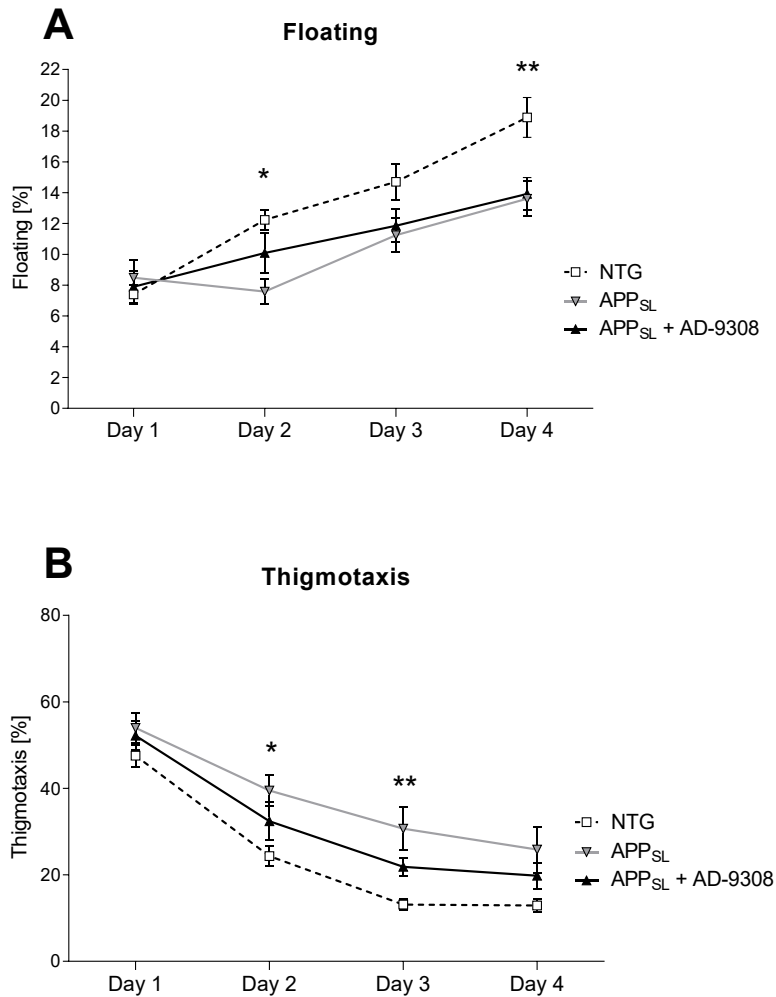 A
Floating
22
20
18
16
14
12
10
8
6
4
2
0
Floating [%]
*
**
Day 1 Day 2 Day 3 Day 4
NTG
APPSL
APPSL + AD-9308
B
Thigmotaxis
80
60
40
20
0
Thigmotaxis [%]
*
**
Day 1 Day 2 Day 3 Day 4
NTG
APPSL
APPSL + AD-9308